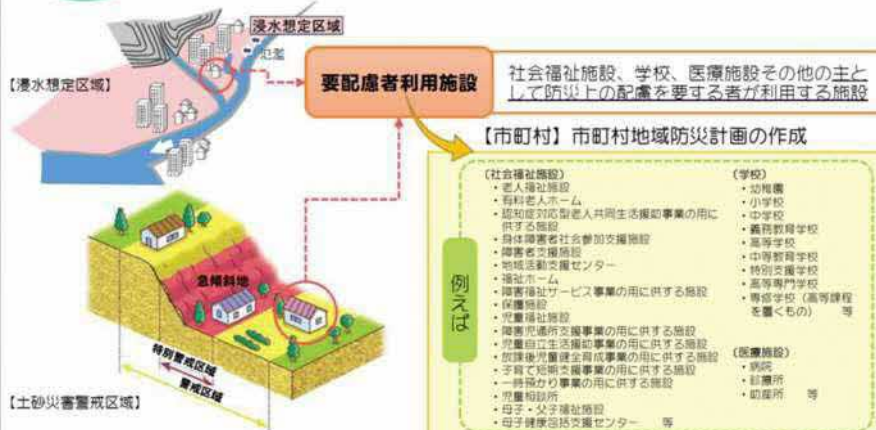 浸水想定区域
氾濫
【浸水想定区域】
要配慮者利用施設
社会福祉施設、学校、医療施設その他の主と
して防災上の配慮を要する者が利用する施設
【市町村】市町村地域防災計画の作成
急傾斜地
特別警戒区域
警戒区域
【土砂災害警戒区域】
例えば
（社会福祉施設）
・老人福祉施設
・有料老人ホーム
・認知症対応型老人共同生活援助事業の用に
供する施設
・身体障害者社会参加支援施設
・障害者支援施設
・地域活動支援センター
・福祉ホーム
・障害福祉サービス事業の用に供する施設
・保護施設
・児童福祉施設
・障害児通所支援事業の用に供する施設
・児童自立生活援助事業の用に供する施設
・放課後児童健全育成事業の用に供する施設
・子育て短期支援事業の用に供する施設
・一時預かり事業の用に供する施設
・児童相談所
・母子・父子福祉施設
・母子健康包括支援センター　等
（学校）
・幼稚園
・小学校
・中学校
・義務教育学校
・高等学校
・中等教育学校
・特別支援学校
・高等専門学校
・専修学校（高等課程
を置くもの）　等
（医療施設）
・病院
・診療所
・助産所　等